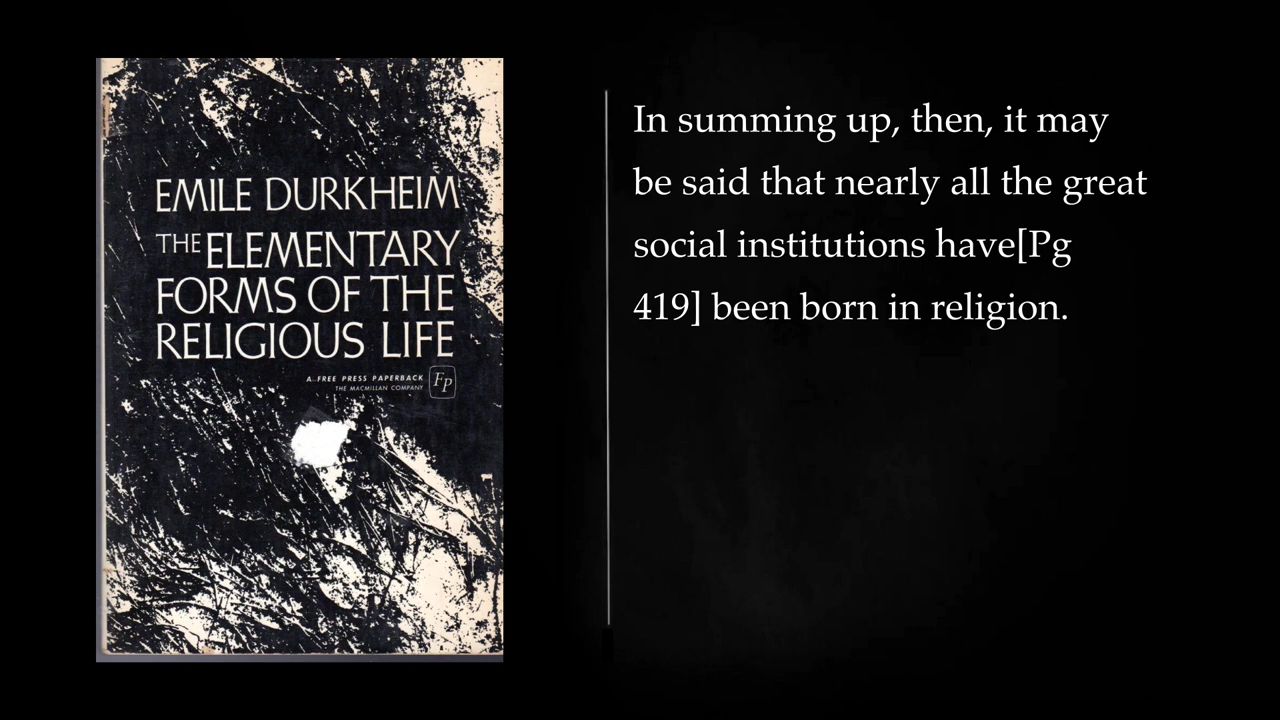 EMILE DURKHEIM
THE ELEMENTARY
FORMS OF THE
RELIGIOUS LIFE
A FREE PRESS PAPERBACK
THE MACMILLAN COMPANY
FP
In summing up, then, it may
be said that nearly all the great
social institutions have[Pg
419] been born in religion.